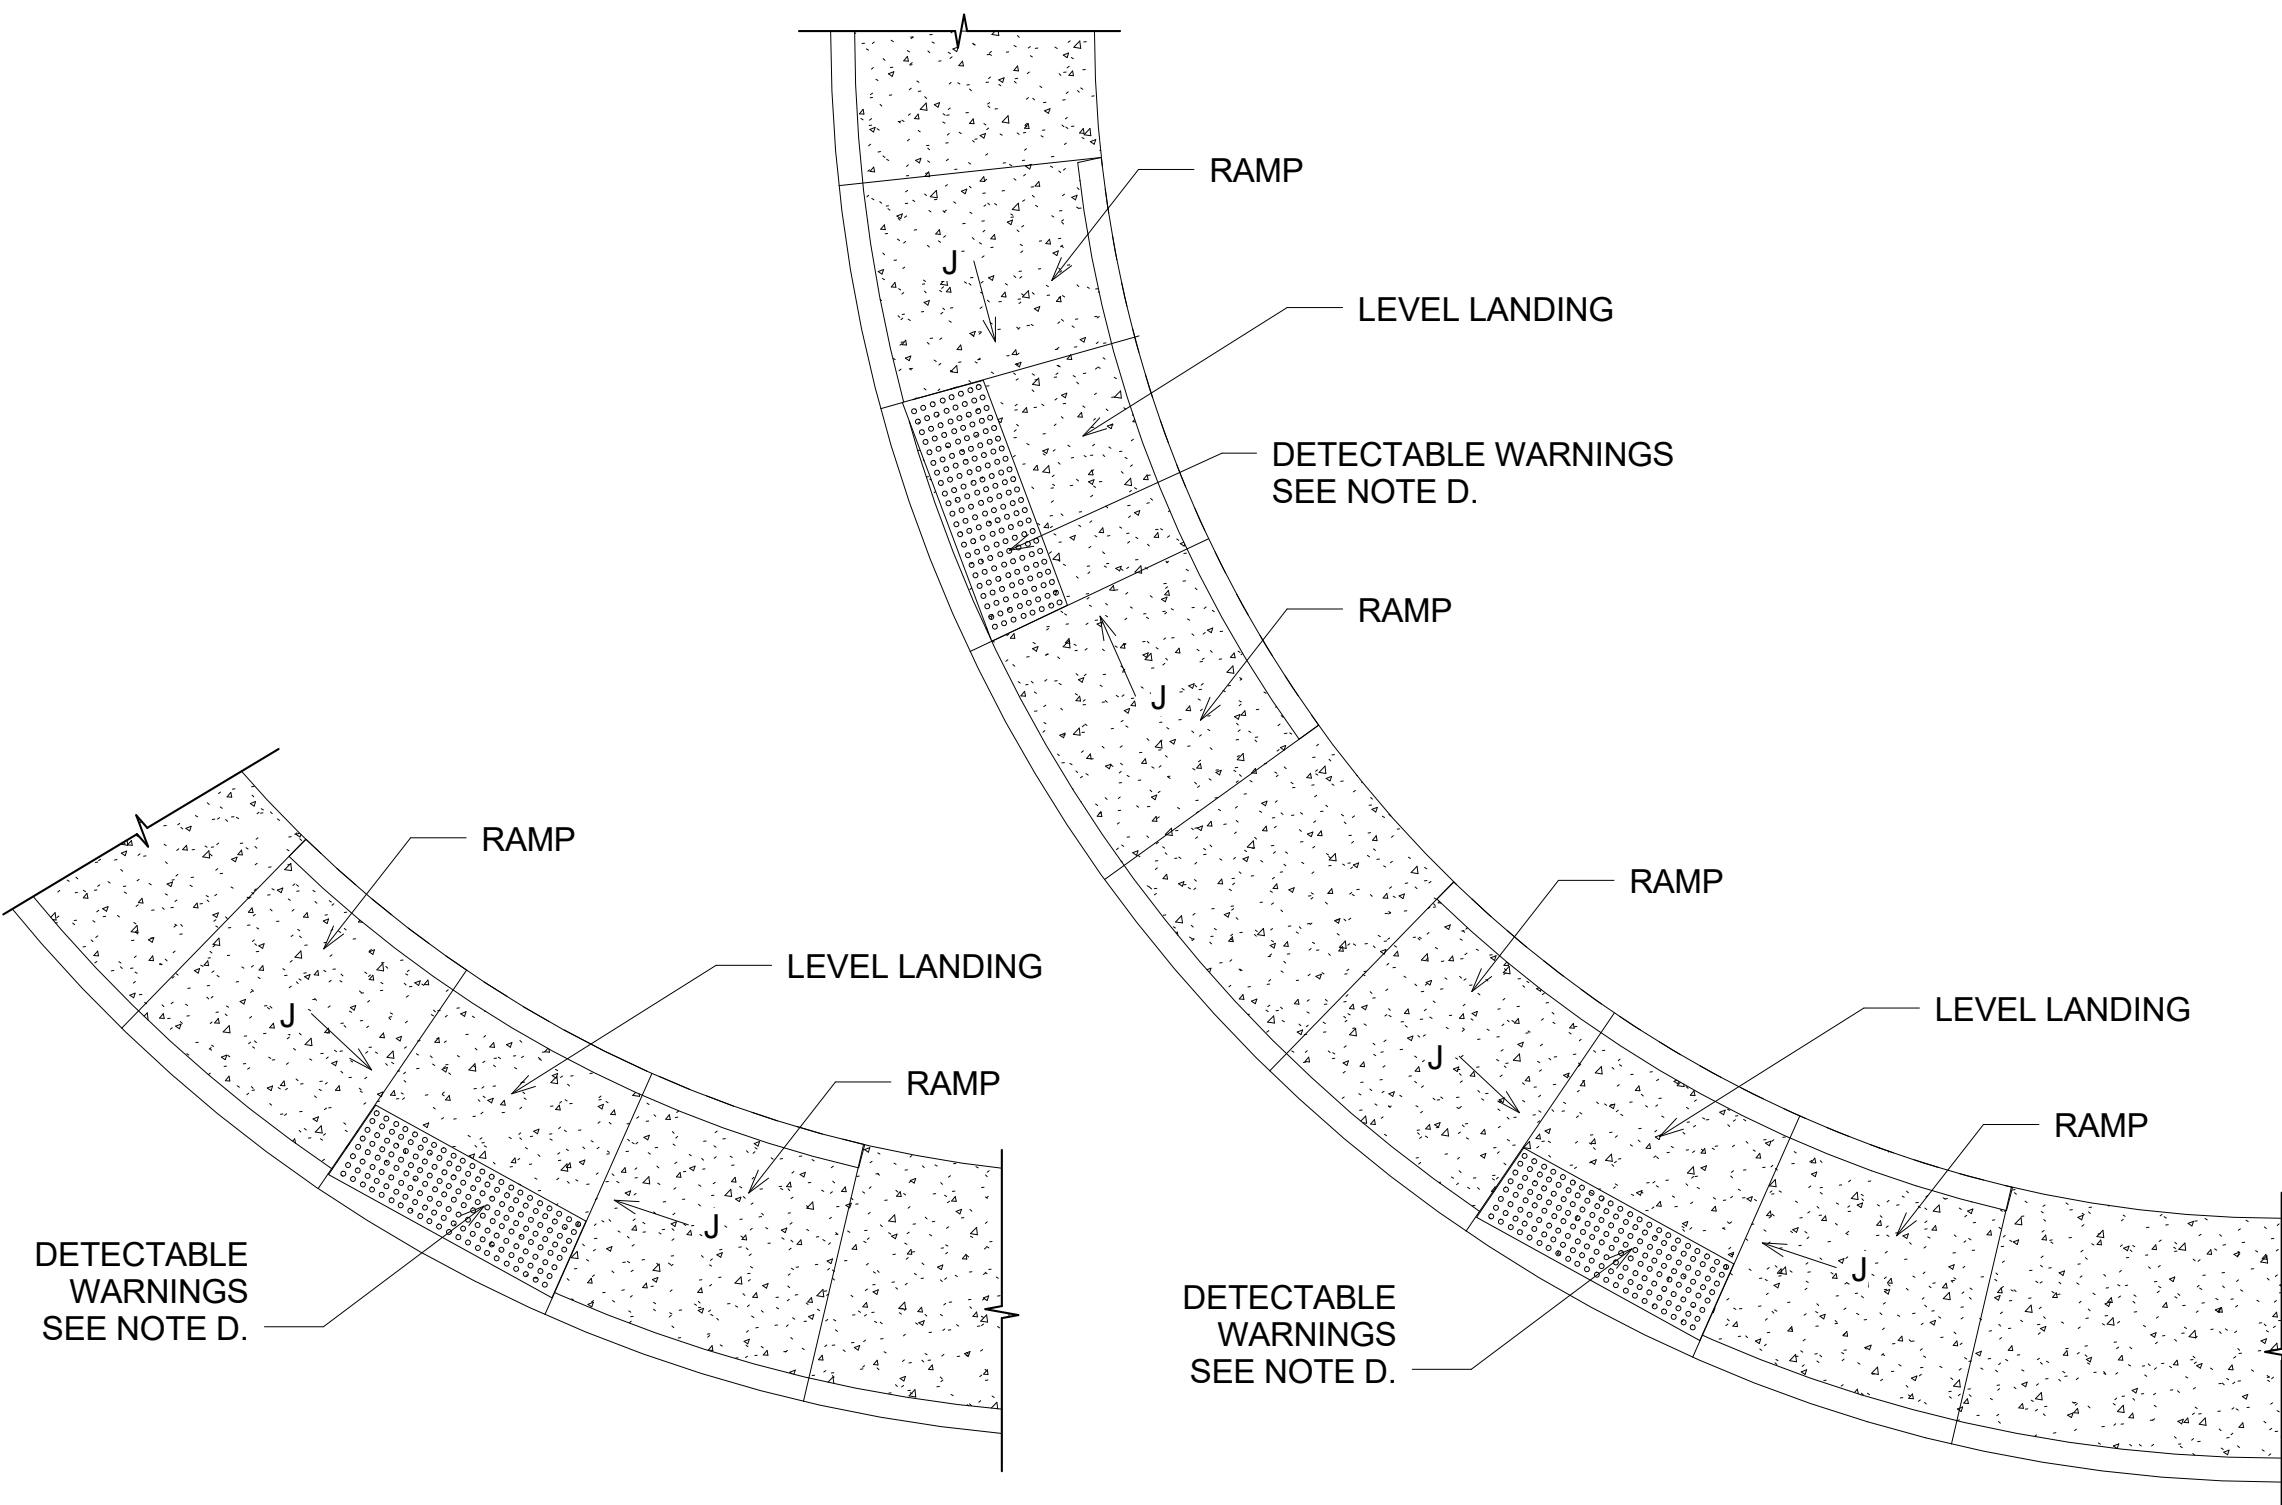 RAMP
J
LEVEL LANDING
DETECTABLE WARNINGS
SEE NOTE D.
RAMP
J
RAMP
LEVEL LANDING
J
RAMP
J
DETECTABLE
WARNINGS
SEE NOTE D.
RAMP
J
LEVEL LANDING
RAMP
J
DETECTABLE
WARNINGS
SEE NOTE D.